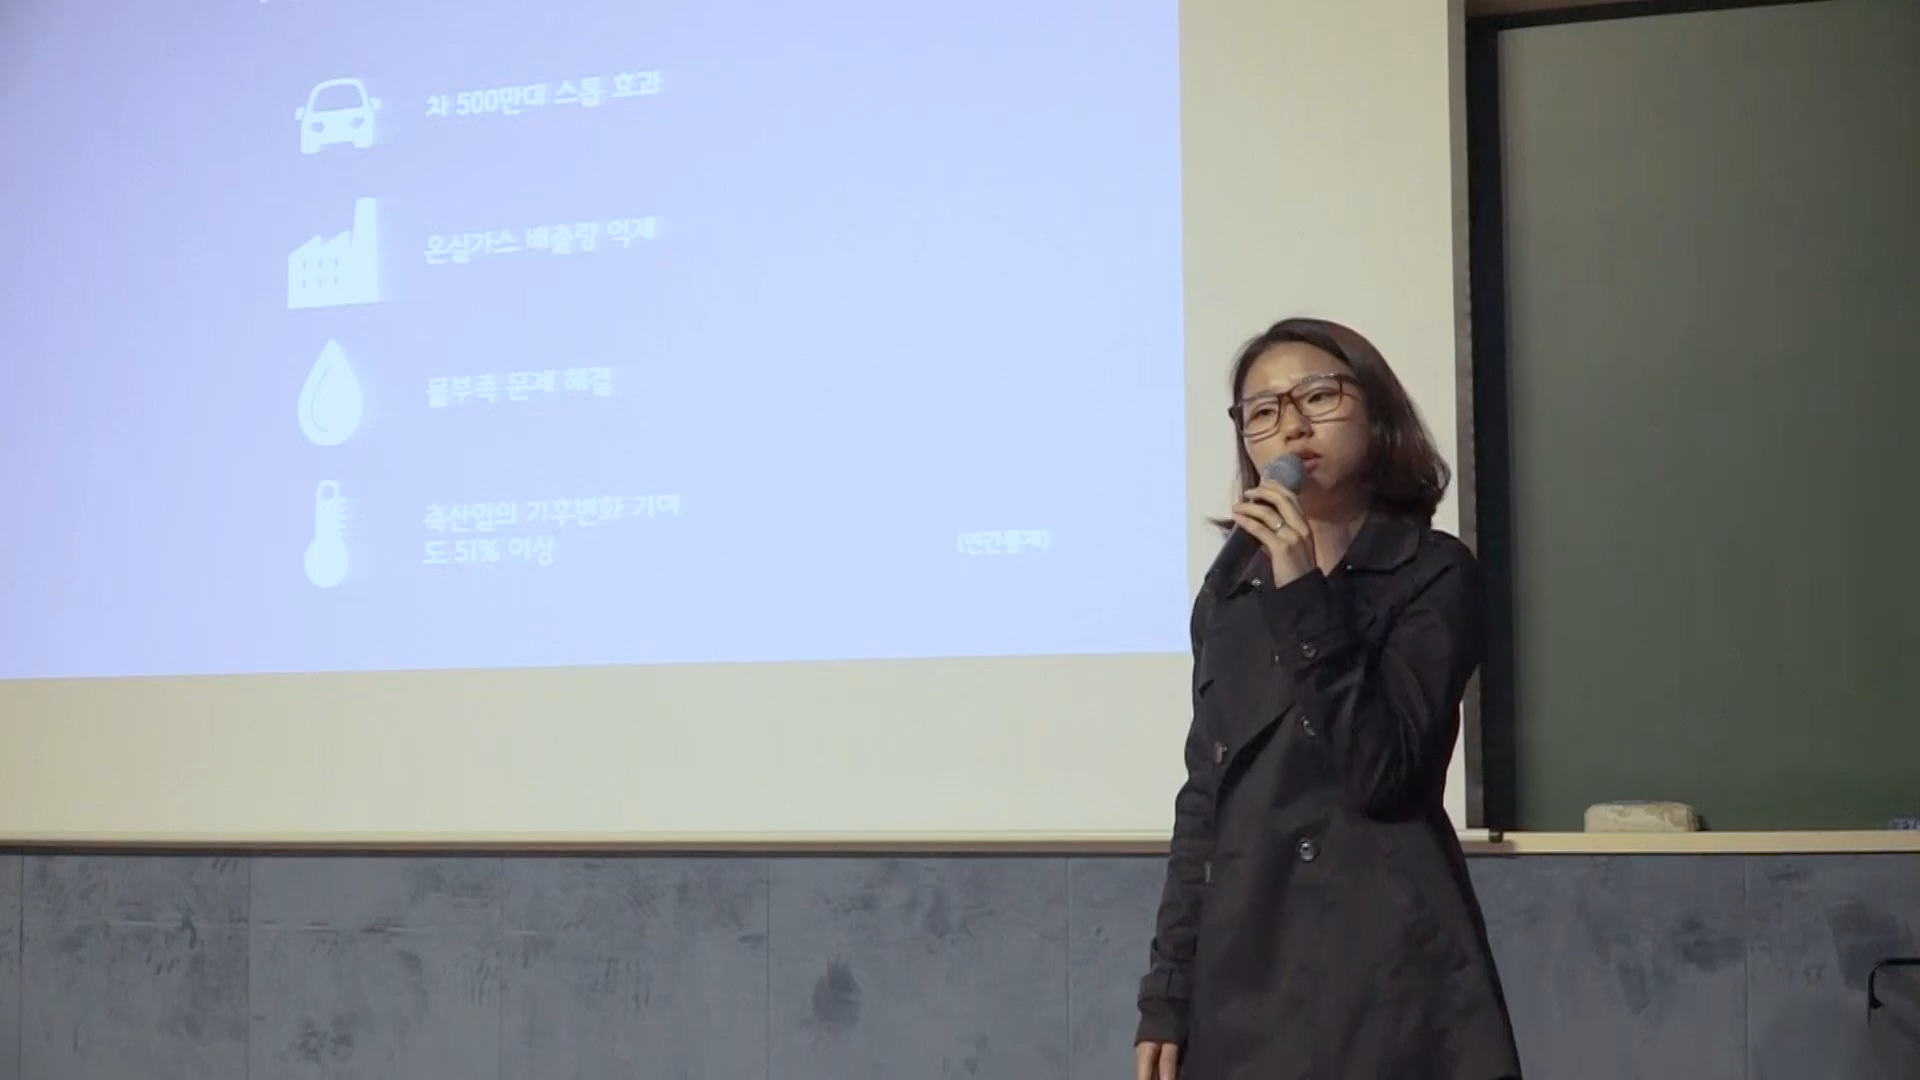 차 500만대 스톱 효과
온실가스 배출량 억제
물부족 문제 해결
축산업의 기후변화 기여
도 51% 이상
(연간통계)